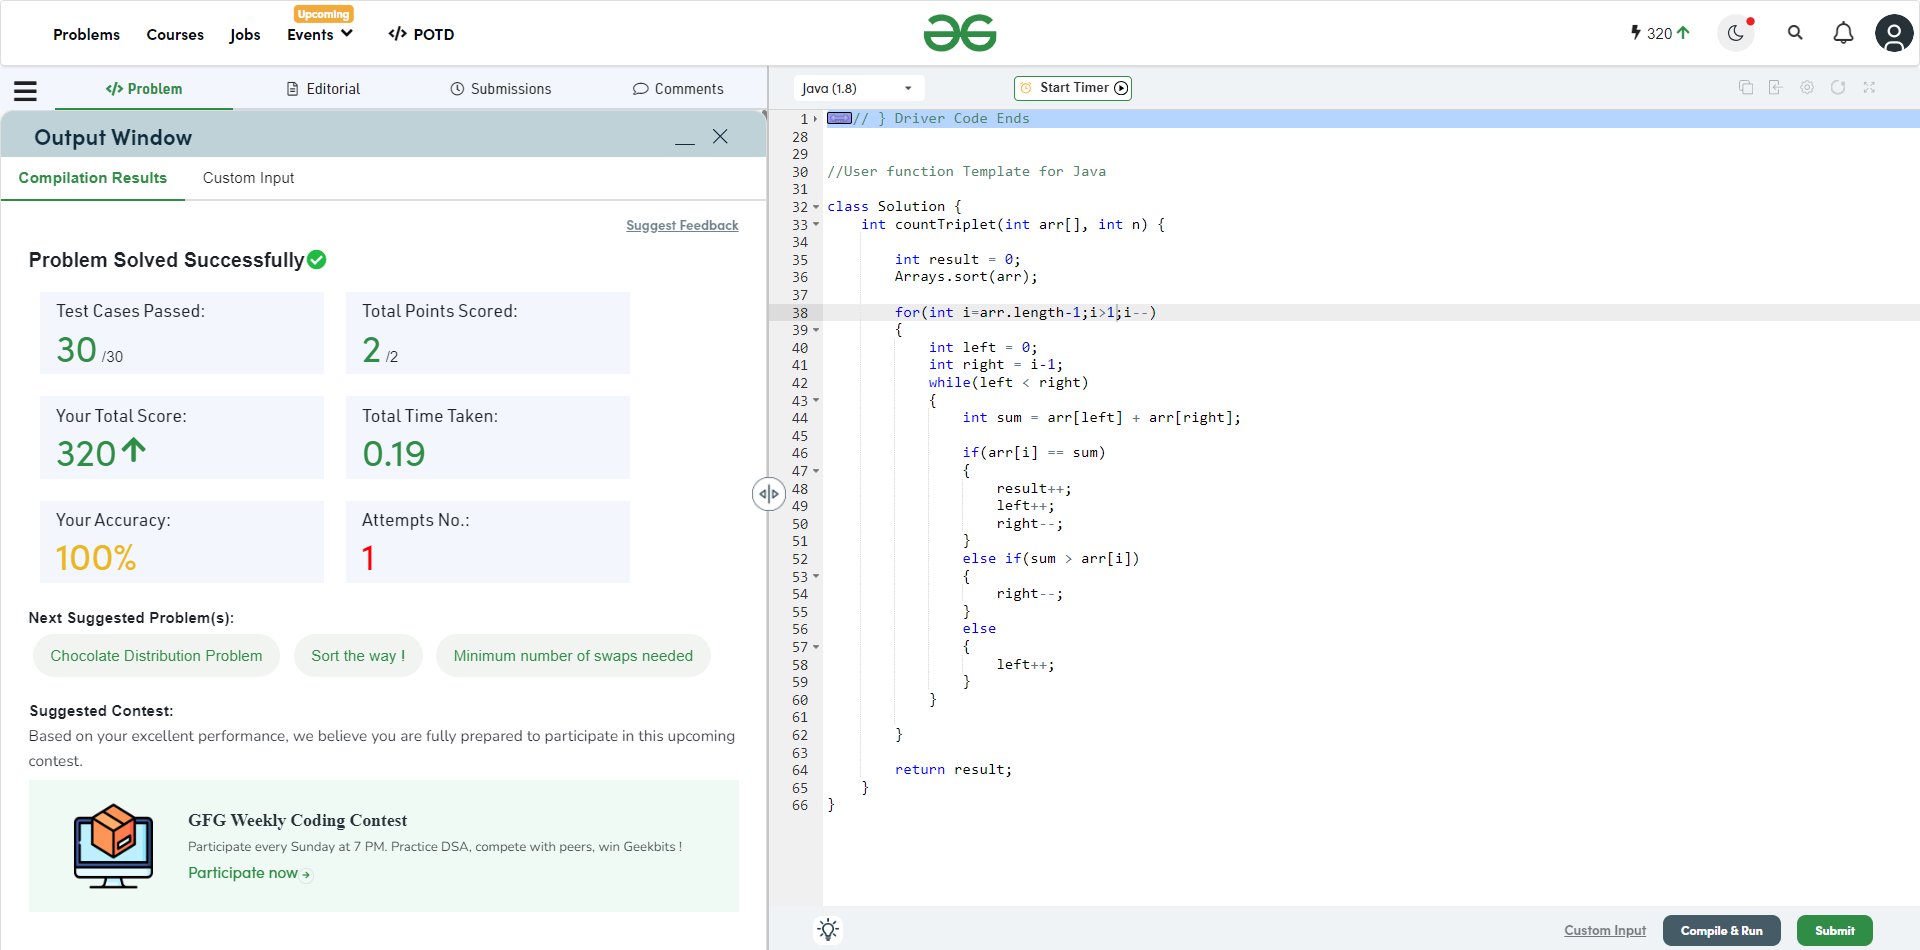 Problems Courses Jobs Upcoming Events </> POTD
320
</> Problem Editorial Submissions Comments
Output Window
Compilation Results Custom Input
Suggest Feedback
Problem Solved Successfully
Test Cases Passed:
30 /30
Total Points Scored:
2 /2
Your Total Score:
320
Total Time Taken:
0.19
Your Accuracy:
100%
Attempts No.:
1
Next Suggested Problem(s):
Chocolate Distribution Problem Sort the way ! Minimum number of swaps needed
Suggested Contest:
Based on your excellent performance, we believe you are fully prepared to participate in this upcoming
contest.
GFG Weekly Coding Contest
Participate every Sunday at 7 PM. Practice DSA, compete with peers, win Geekbits !
Participate now
Java (1.8) Start Timer
1 // } Driver Code Ends
28
29
30 //User function Template for Java
31
32 class Solution {
33 int countTriplet(int arr[], int n) {
34
35 int result = 0;
36 Arrays.sort(arr);
37
38 for(int i=arr.length-1;i>1;i--)
39 {
40 int left = 0;
41 int right = i-1;
42 while(left < right)
43 {
44 int sum = arr[left] + arr[right];
45
46 if(arr[i] == sum)
47 {
48 result++;
49 left++;
50 right--;
51 }
52 else if(sum > arr[i])
53 {
54 right--;
55 }
56 else
57 {
58 left++;
59 }
60 }
61
62 }
63
64 return result;
65 }
66 }
Custom Input Compile & Run Submit